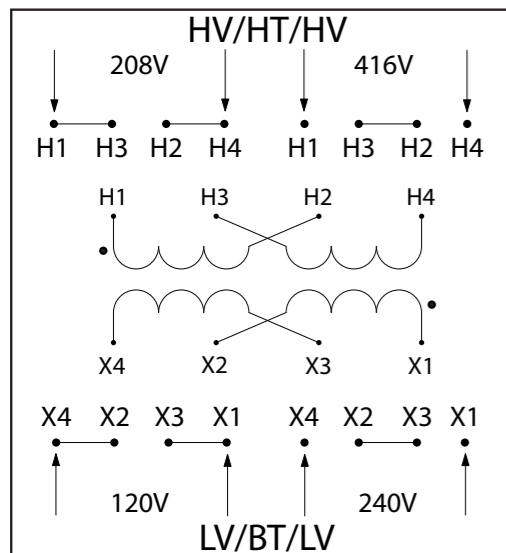 HV/HT/HV
208V 416V
H1 H3 H2 H4 H1 H3 H2 H4
H1 H3 H2 H4
X4 X2 X3 X1
X4 X2 X3 X1 X4 X2 X3 X1
120V 240V
LV/BT/LV